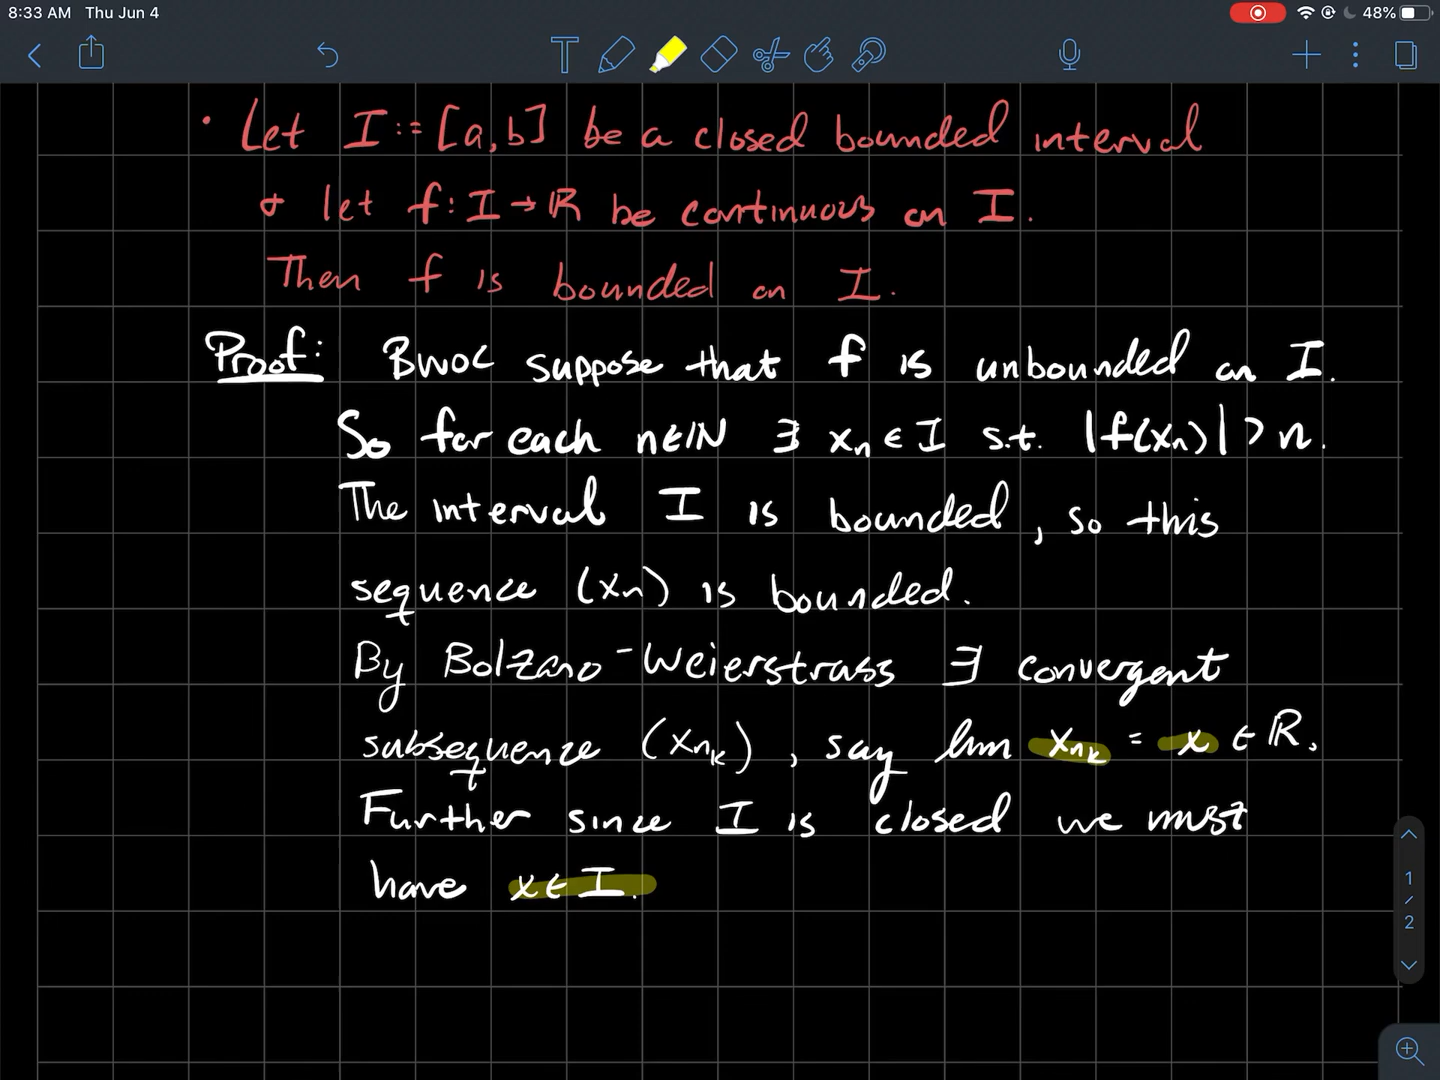 8:33 AM Thu Jun 4
48%
• Let I := [a,b] be a closed bounded interval
& let f: I → ℝ be continuous on I.
Then f is bounded on I.
Proof: BWOC suppose that f is unbounded on I.
So for each n∈ℕ ∃ xₙ ∈ I s.t. |f(xₙ)| > n.
The interval I is bounded, so this
sequence (xₙ) is bounded.
By Bolzano-Weierstrass ∃ convergent
subsequence (xₙₖ), say lim xₙₖ = x ∈ ℝ.
Further since I is closed we must
have x ∈ I.
1
/
2